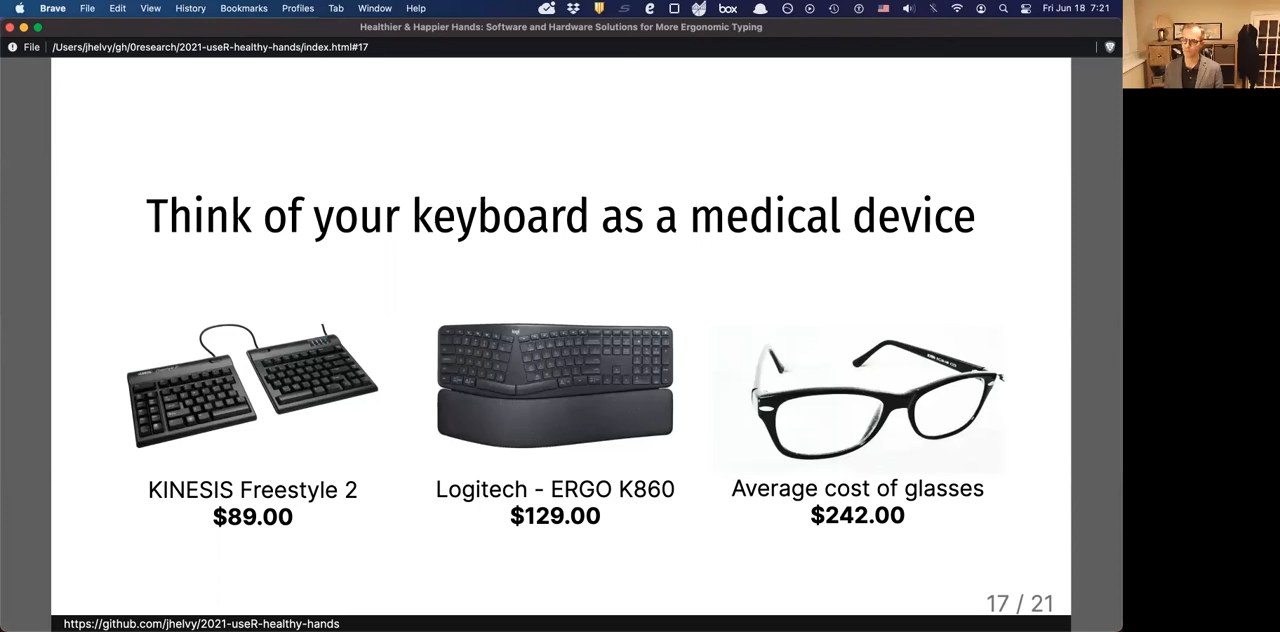 Brave File Edit View History Bookmarks Profiles Tab Window Help box Fri Jun 18 7:21
Healthier & Happier Hands: Software and Hardware Solutions for More Ergonomic Typing
File /Users/jhelvy/gh/0research/2021-useR-healthy-hands/index.html#17
Think of your keyboard as a medical device
logi
KINESIS Freestyle 2
$89.00
Logitech - ERGO K860
$129.00
Average cost of glasses
$242.00
17 / 21
https://github.com/jhelvy/2021-useR-healthy-hands